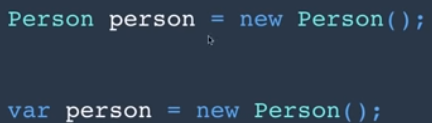 Person person = new Person();
var person = new Person();